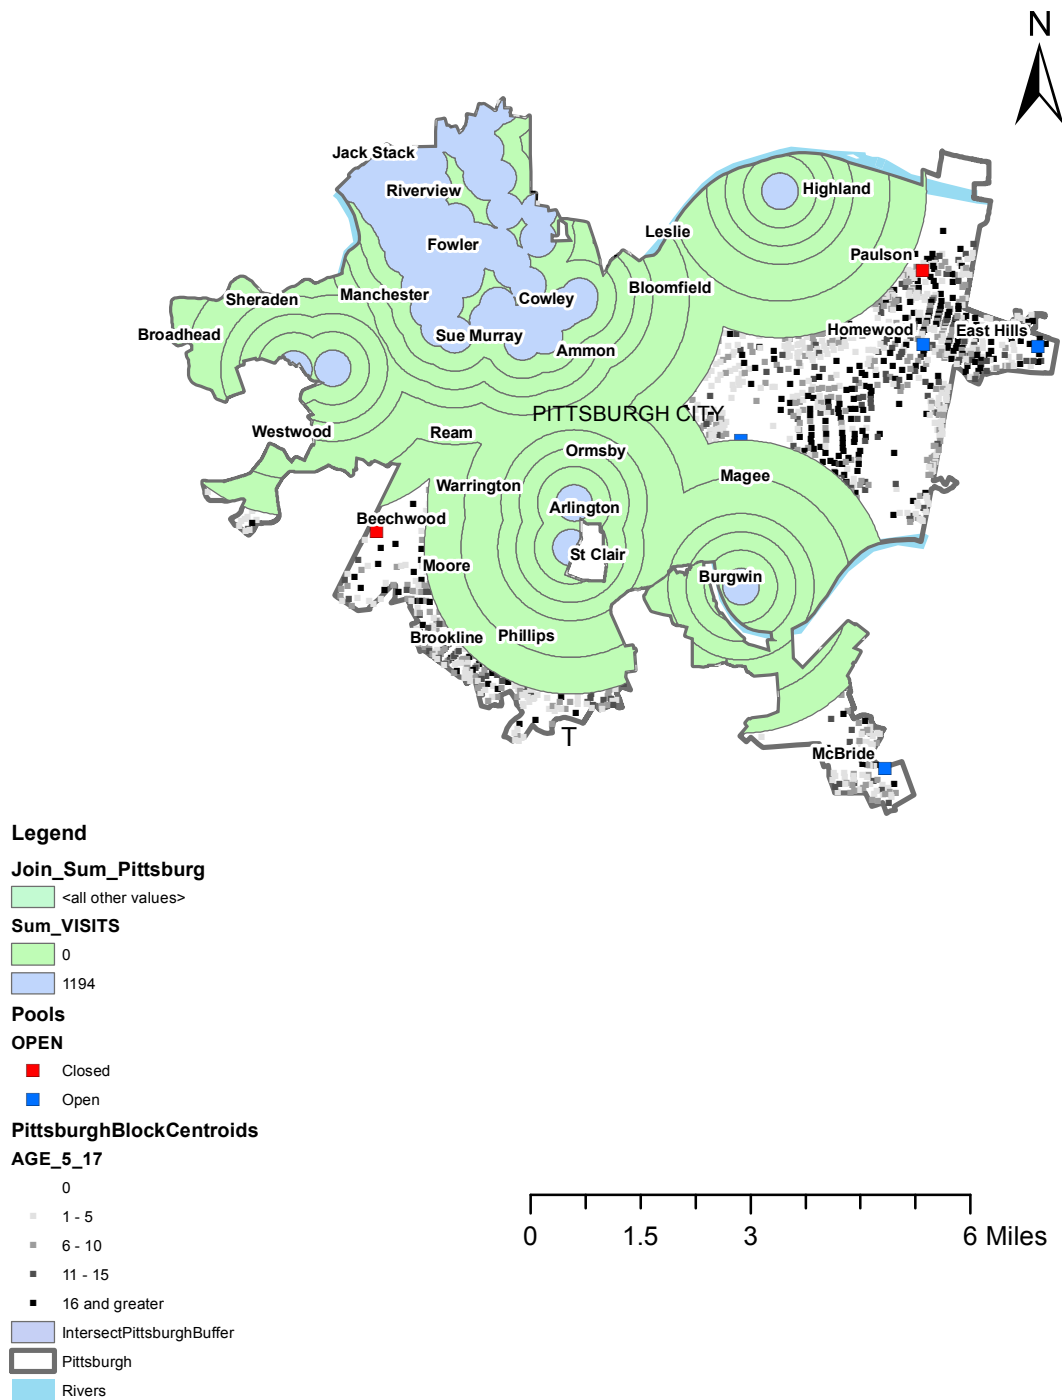 N
Jack Stack
Riverview
Highland
Leslie
Fowler
Paulson
Bloomfield
Manchester
Sheraden
Cowley
Broadhead
Sue Murray
Homewood
East Hills
Ammon
PITTSBURGH CITY
Westwood
Ream
Ormsby
Magee
Warrington
Arlington
Beechwood
St Clair
Moore
Burgwin
Brookline
Phillips
T
McBride
Legend
Join_Sum_Pittsburg
<all other values>
Sum_VISITS
0
1194
Pools
OPEN
Closed
Open
PittsburghBlockCentroids
AGE_5_17
0
1 - 5
6 - 10
11 - 15
16 and greater
IntersectPittsburghBuffer
Pittsburgh
Rivers
0 1.5 3 6 Miles